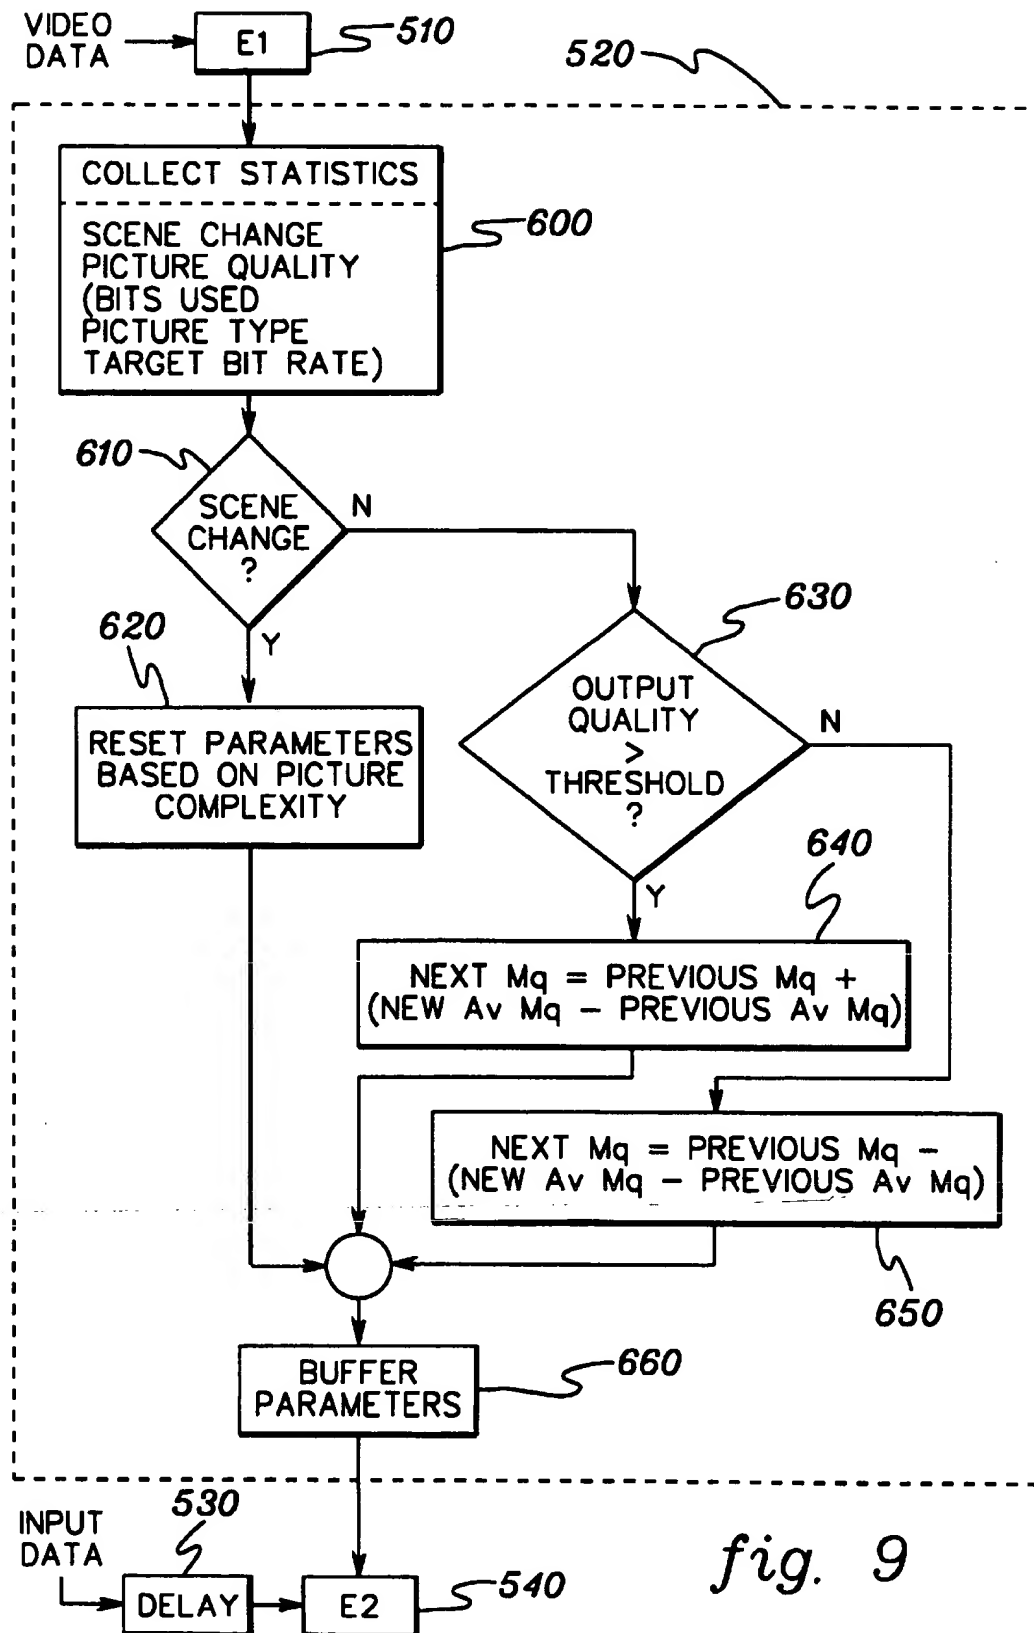 VIDEO
DATA
E1
510
520
COLLECT STATISTICS
SCENE CHANGE
PICTURE QUALITY
(BITS USED
PICTURE TYPE
TARGET BIT RATE)
600
610
SCENE
CHANGE
?
N
Y
620
RESET PARAMETERS
BASED ON PICTURE
COMPLEXITY
630
OUTPUT
QUALITY
>
THRESHOLD
?
N
Y
640
NEXT Mq = PREVIOUS Mq +
(NEW Av Mq - PREVIOUS Av Mq)
NEXT Mq = PREVIOUS Mq -
(NEW Av Mq - PREVIOUS Av Mq)
650
BUFFER
PARAMETERS
660
INPUT
DATA
530
DELAY
E2
540
fig. 9